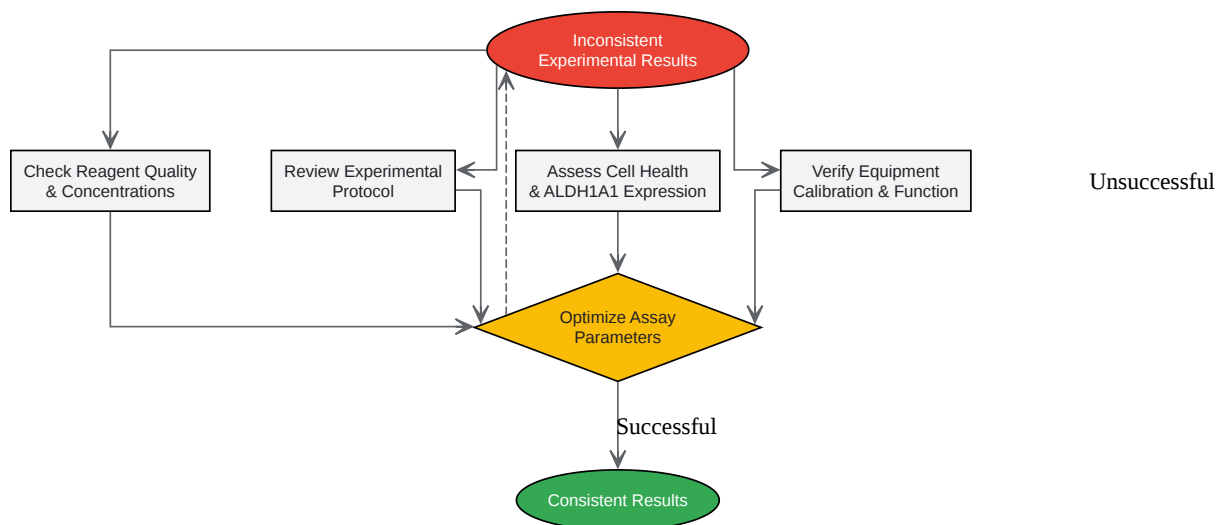 Inconsistent
Experimental Results
Check Reagent Quality
& Concentrations
Review Experimental
Protocol
Assess Cell Health
& ALDH1A1 Expression
Verify Equipment
Calibration & Function
Unsuccessful
Optimize Assay
Parameters
Successful
Consistent Results